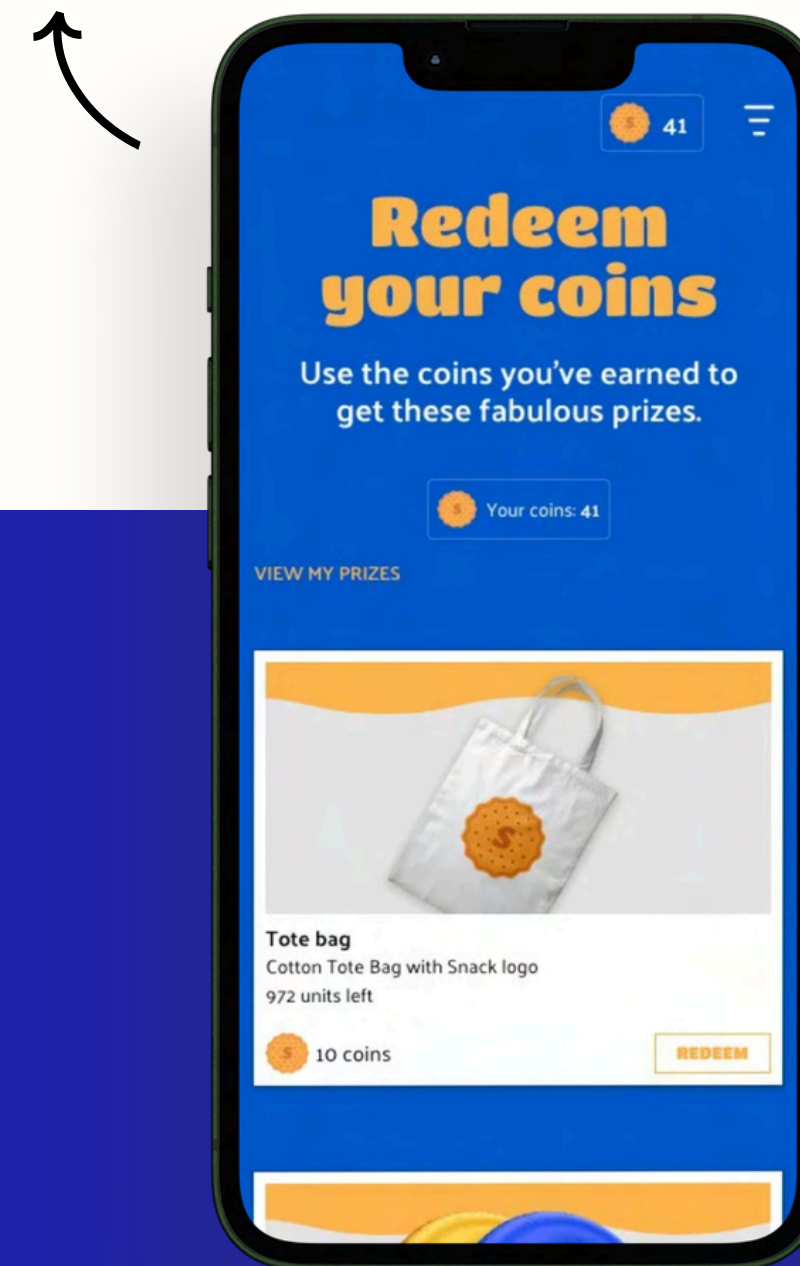 S 41
Redeem
your coins
Use the coins you've earned to
get these fabulous prizes.
S Your coins: 41
VIEW MY PRIZES
S
Tote bag
Cotton Tote Bag with Snack logo
972 units left
S 10 coins
REDEEM